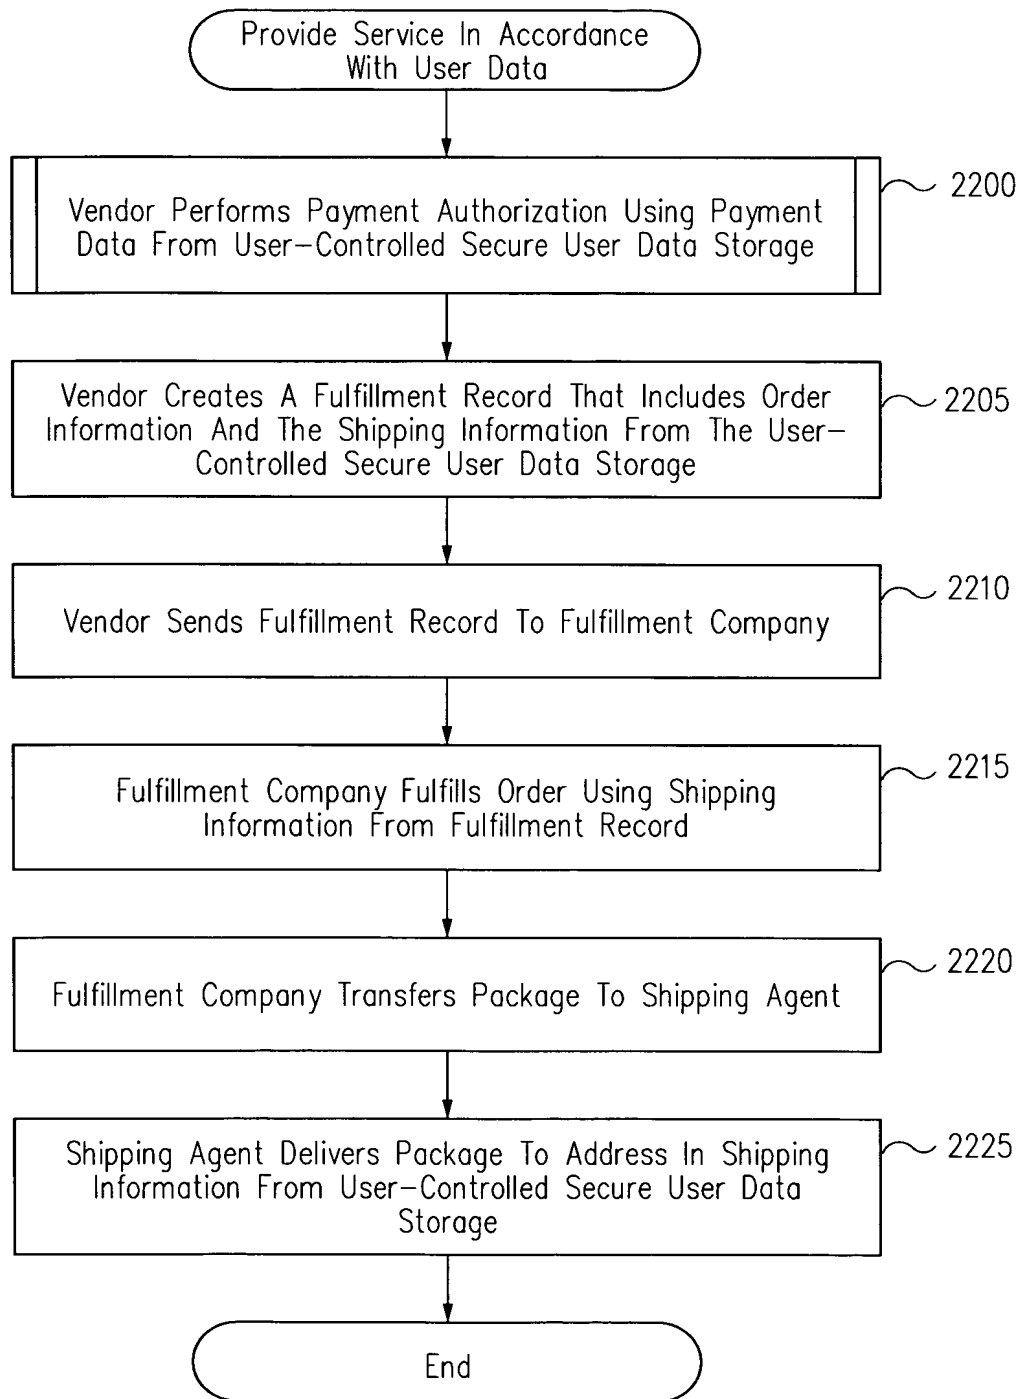 Provide Service In Accordance
With User Data
2200
Vendor Performs Payment Authorization Using Payment
Data From User-Controlled Secure User Data Storage
2205
Vendor Creates A Fulfillment Record That Includes Order
Information And The Shipping Information From The User-
Controlled Secure User Data Storage
2210
Vendor Sends Fulfillment Record To Fulfillment Company
2215
Fulfillment Company Fulfills Order Using Shipping
Information From Fulfillment Record
2220
Fulfillment Company Transfers Package To Shipping Agent
2225
Shipping Agent Delivers Package To Address In Shipping
Information From User-Controlled Secure User Data
Storage
End